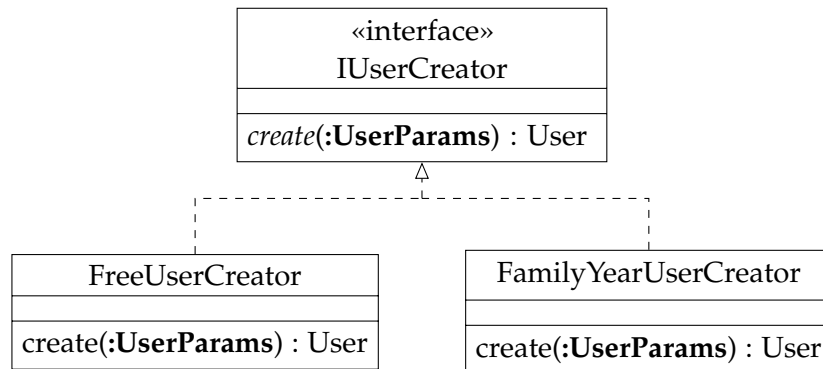 «interface»
IUserCreator
create(:UserParams) : User
FreeUserCreator
create(:UserParams) : User
FamilyYearUserCreator
create(:UserParams) : User